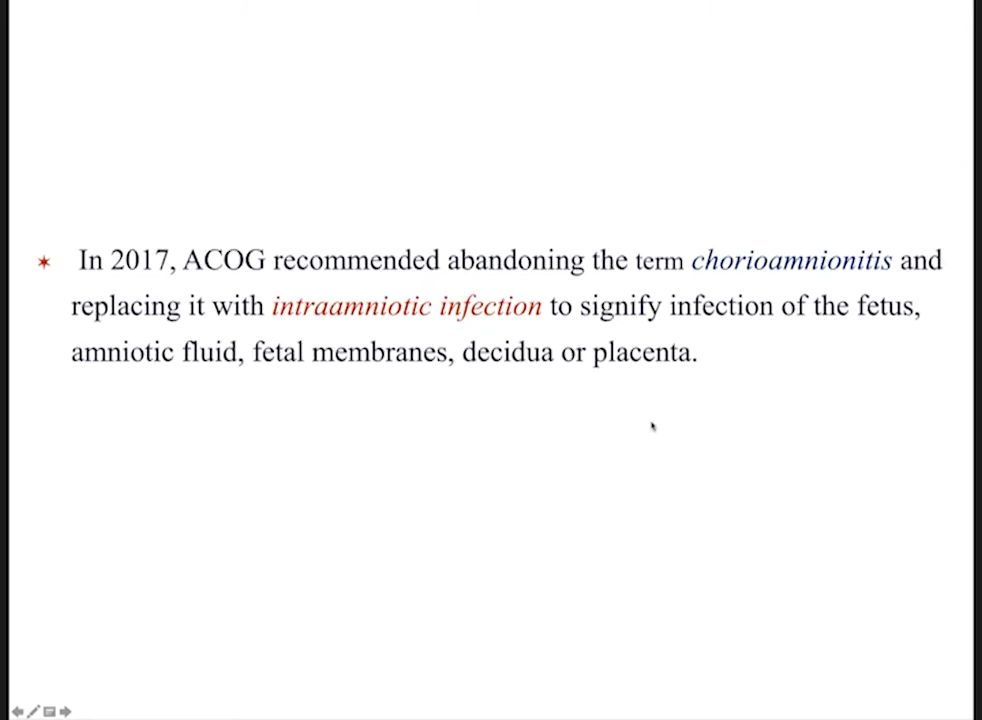 ✶ In 2017, ACOG recommended abandoning the term chorioamnionitis and
replacing it with intraamniotic infection to signify infection of the fetus,
amniotic fluid, fetal membranes, decidua or placenta.